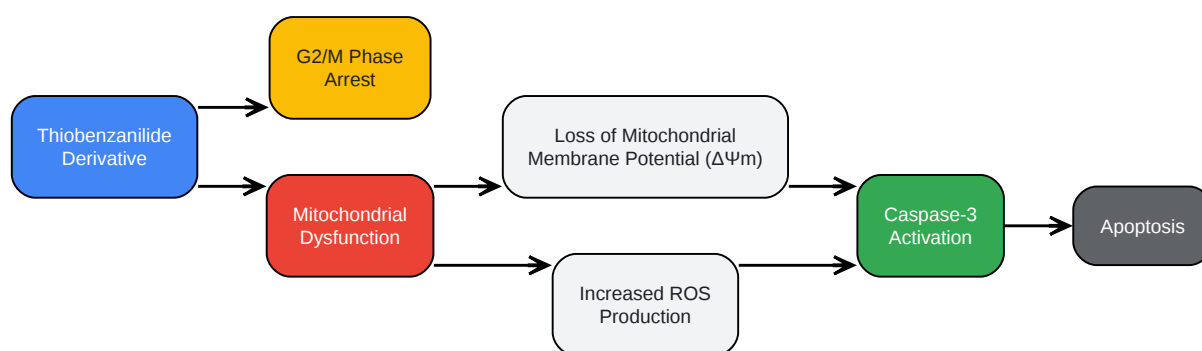 G2/M Phase
Arrest
Thiobenzanilide
Derivative
Loss of Mitochondrial
Membrane Potential (ΔΨm)
Mitochondrial
Dysfunction
Caspase-3
Activation
Apoptosis
Increased ROS
Production